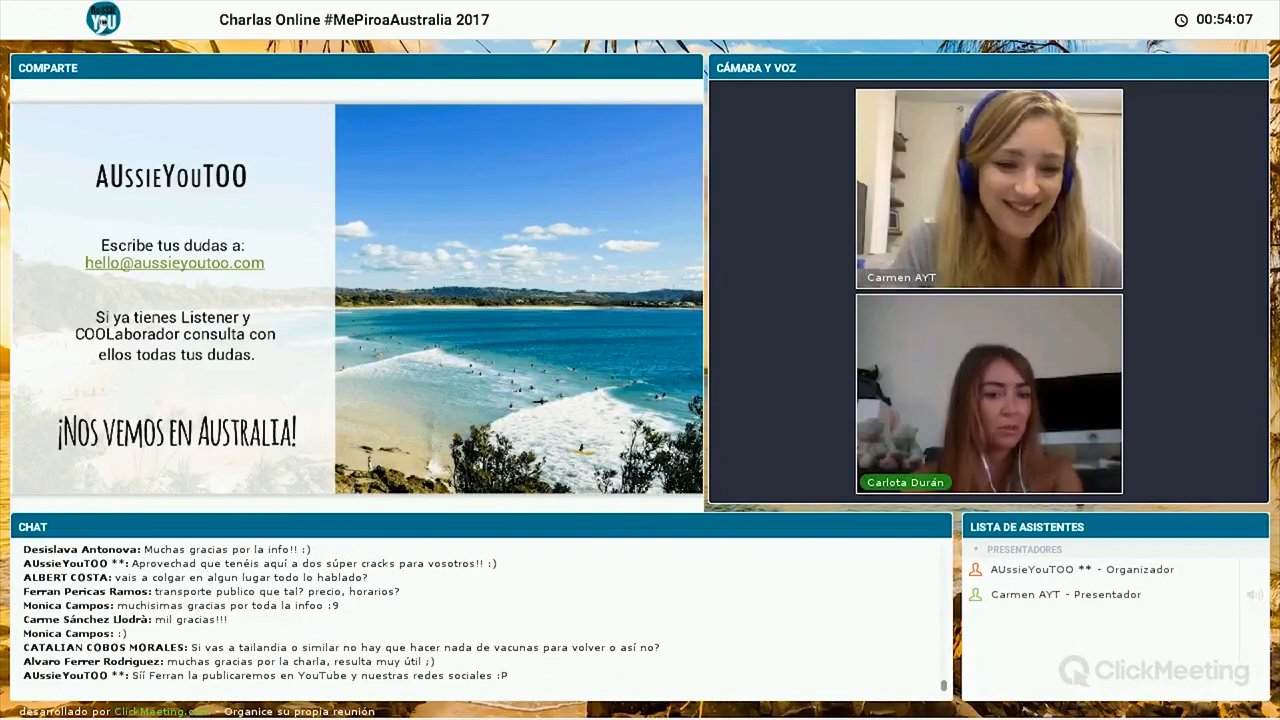 AUSSIE
YOU
Charlas Online #MePiroaAustralia 2017
00:54:07
COMPARTE
CÁMARA Y VOZ
AUssieYouTOO
Escribe tus dudas a:
hello@aussieyoutoo.com
Si ya tienes Listener y
COOLaborador consulta con
ellos todas tus dudas.
¡Nos vemos en Australia!
Carmen AYT
Carlota Durán
CHAT
Desislava Antonova: Muchas gracias por la info!! :)
AUssieYouTOO **: Aprovechad que tenéis aquí a dos súper cracks para vosotros!! :)
ALBERT COSTA: vais a colgar en algun lugar todo lo hablado?
Ferran Pericas Ramos: transporte publico que tal? precio, horarios?
Monica Campos: muchisimas gracias por toda la infoo :9
Carme Sánchez Llodrà: mil gracias!!!
Monica Campos: :)
CATALIAN COBOS MORALES: Si vas a tailandia o similar no hay que hacer nada de vacunas para volver o así no?
Alvaro Ferrer Rodriguez: muchas gracias por la charla, resulta muy útil ;)
AUssieYouTOO **: Síí Ferran la publicaremos en YouTube y nuestras redes sociales :P
LISTA DE ASISTENTES
PRESENTADORES
AUssieYouTOO ** - Organizador
Carmen AYT - Presentador
ClickMeeting
desarrollado por ClickMeeting.com - Organice su propia reunión